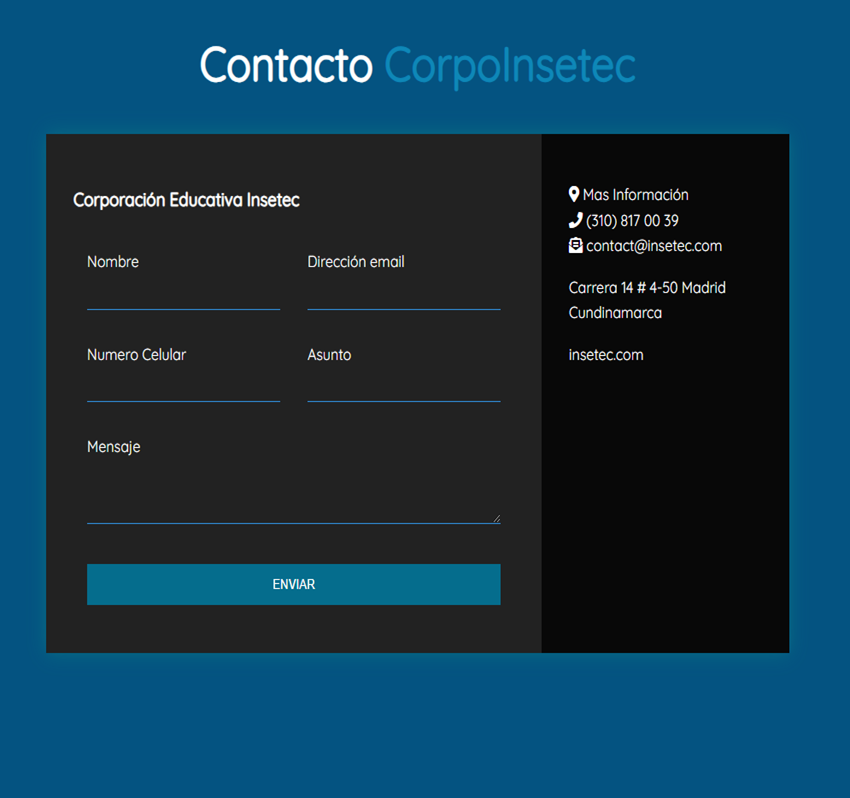 Contacto CorpoInsetec
Corporación Educativa Insetec
Nombre
Dirección email
Numero Celular
Asunto
Mensaje
ENVIAR
Mas Información
(310) 817 00 39
contact@insetec.com
Carrera 14 # 4-50 Madrid
Cundinamarca
insetec.com